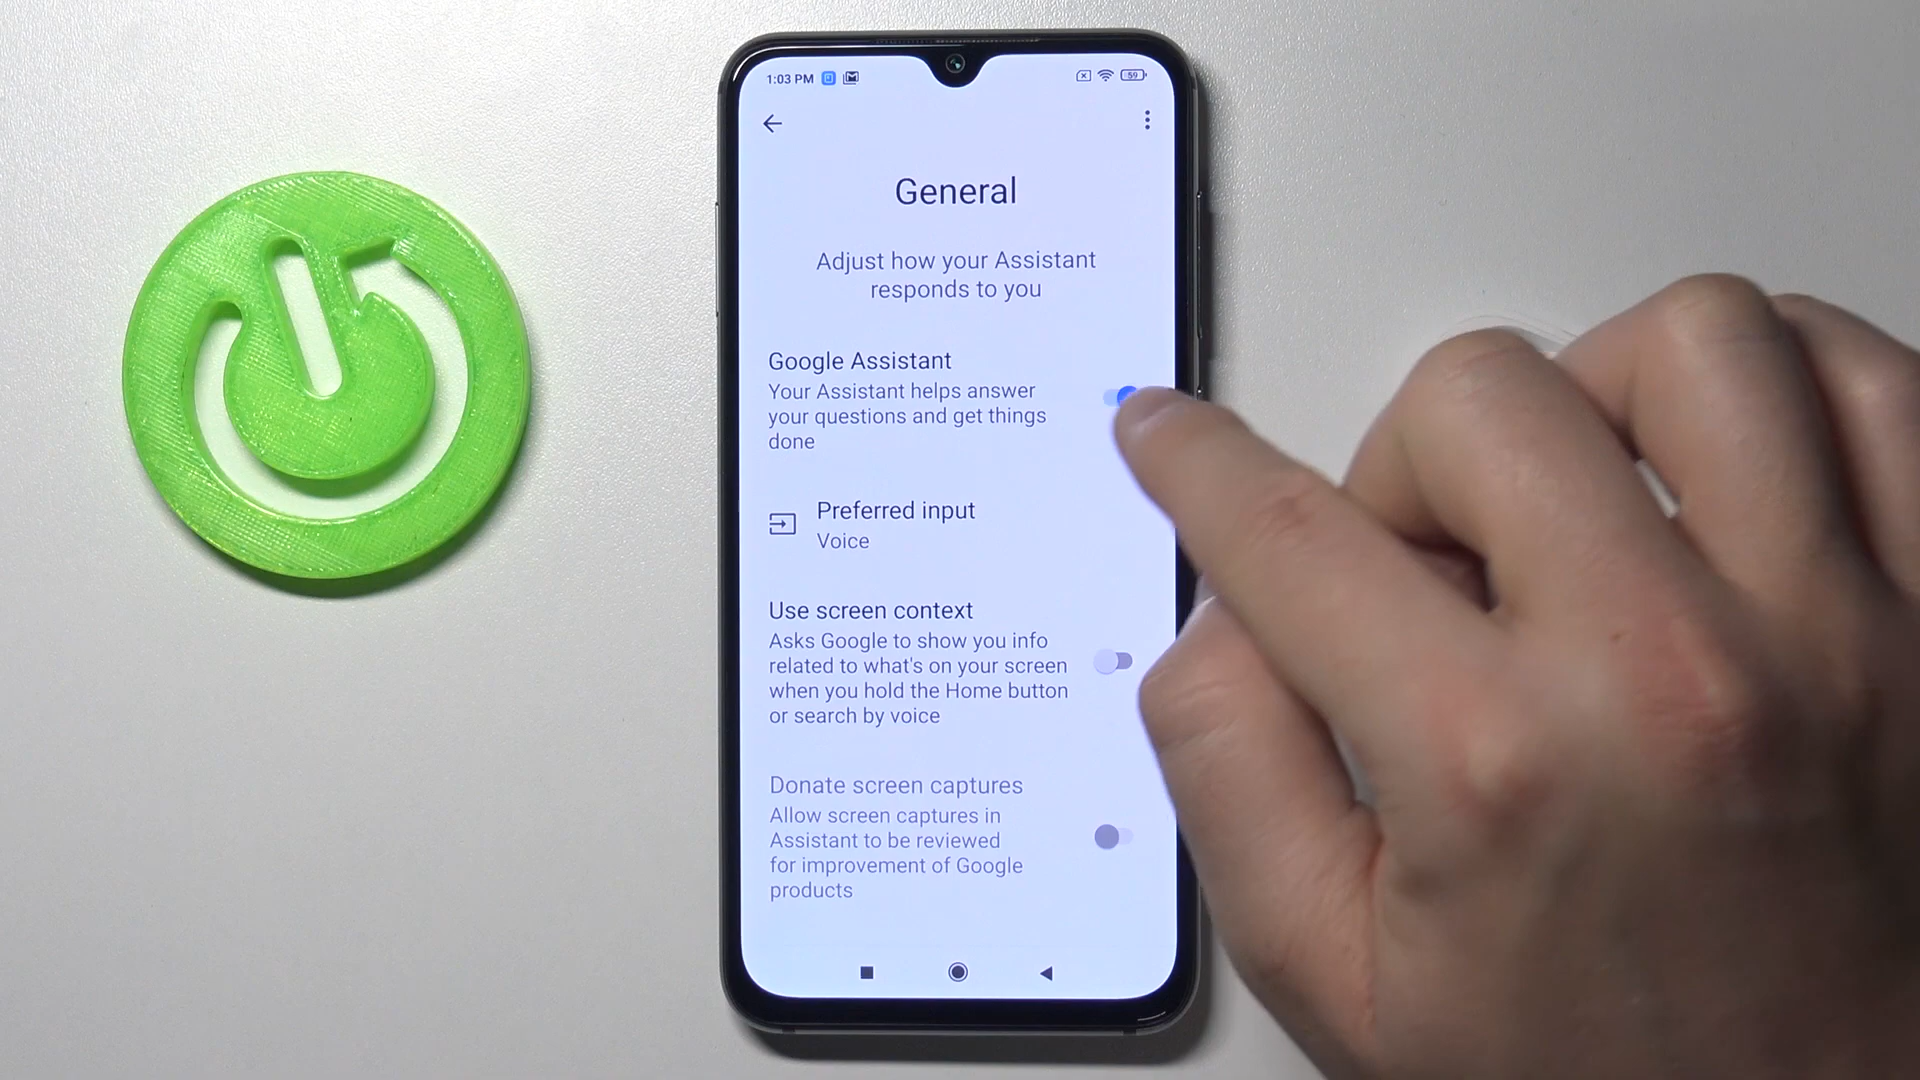 1:03 PM
59
General
Adjust how your Assistant
responds to you
Google Assistant
Your Assistant helps answer
your questions and get things
done
Preferred input
Voice
Use screen context
Asks Google to show you info
related to what's on your screen
when you hold the Home button
or search by voice
Donate screen captures
Allow screen captures in
Assistant to be reviewed
for improvement of Google
products